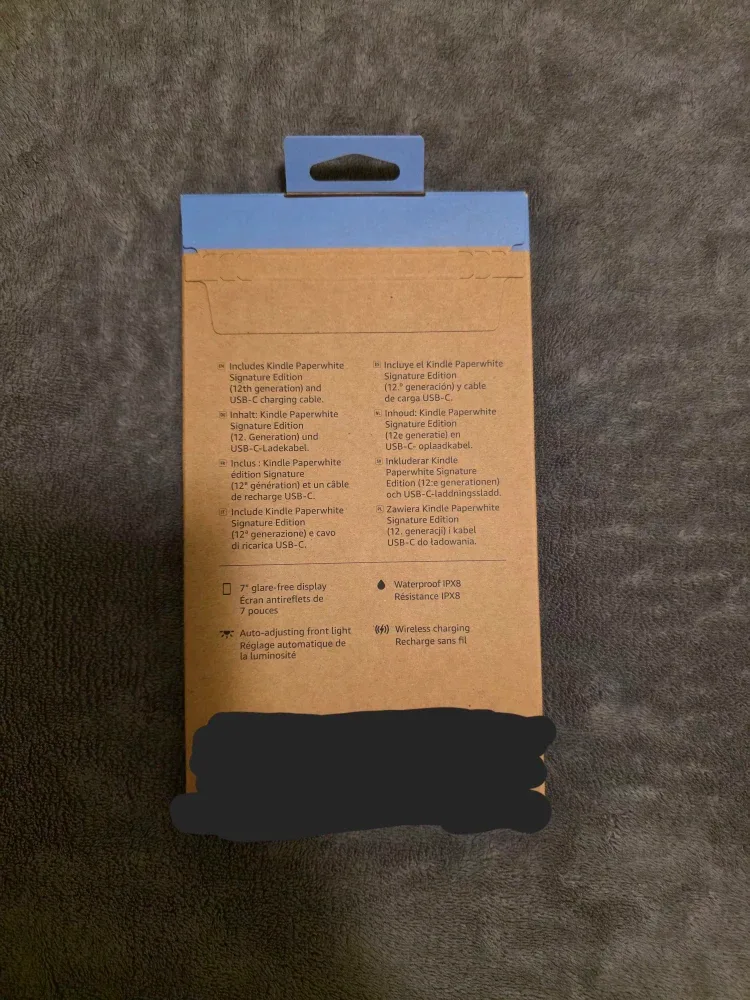 Includes Kindle Paperwhite
Signature Edition
(12th generation) and
USB-C charging cable.
Inhalt: Kindle Paperwhite
Signature Edition
(12. Generation) und
USB-C-Ladekabel.
Inclus : Kindle Paperwhite
édition Signature
(12ᵉ génération) et un câble
de recharge USB-C.
Include Kindle Paperwhite
Signature Edition
(12ª generazione) e cavo
di ricarica USB-C.
Incluye el Kindle Paperwhite
Signature Edition
(12.ª generación) y cable
de carga USB-C.
Inhoud: Kindle Paperwhite
Signature Edition
(12e generatie) en
USB-C- oplaadkabel.
Inkluderar Kindle
Paperwhite Signature
Edition (12:e generationen)
och USB-C-laddningssladd.
Zawiera Kindle Paperwhite
Signature Edition
(12. generacji) i kabel
USB-C do ładowania.
7" glare-free display
Écran antireflets de
7 pouces
Waterproof IPX8
Résistance IPX8
Auto-adjusting front light
Réglage automatique de
la luminosité
Wireless charging
Recharge sans fil